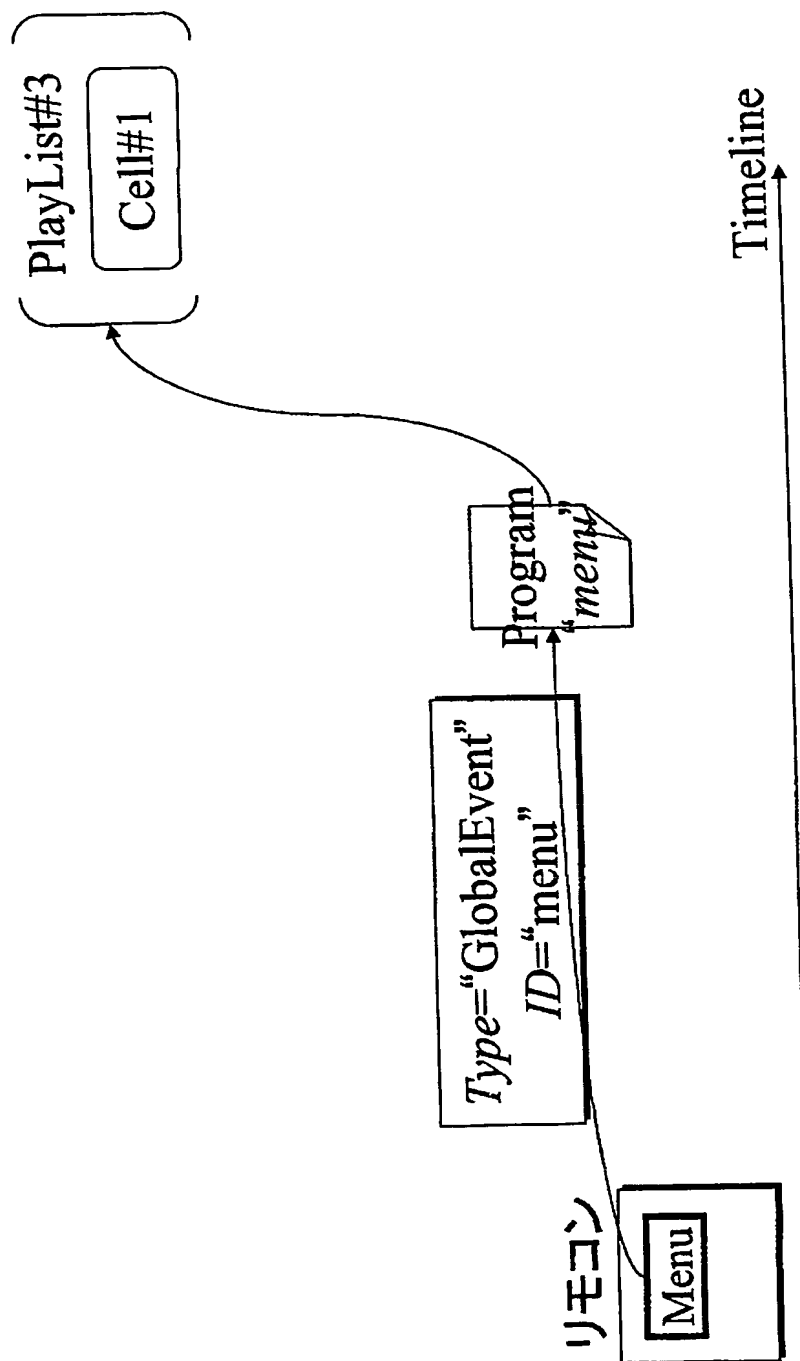 リモコン
Menu
Type=“GlobalEvent”
ID=“menu”
Program
“menu”
PlayList#3
Cell#1
Timeline